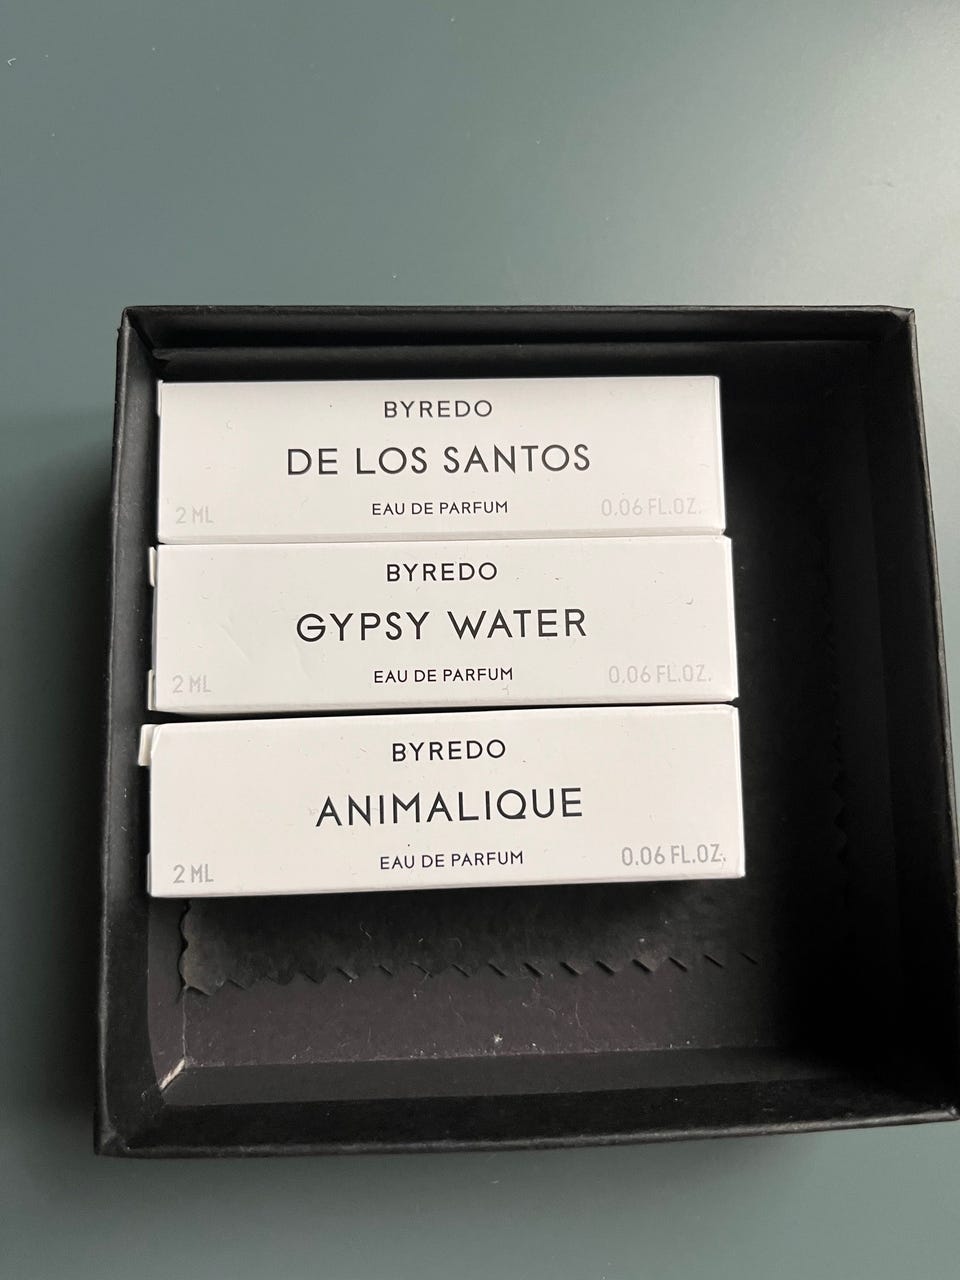 BYREDO
DE LOS SANTOS
2 ML EAU DE PARFUM 0.06 FL.OZ.
BYREDO
GYPSY WATER
2 ML EAU DE PARFUM 0.06 FL.OZ.
BYREDO
ANIMALIQUE
2 ML EAU DE PARFUM 0.06 FL.OZ.